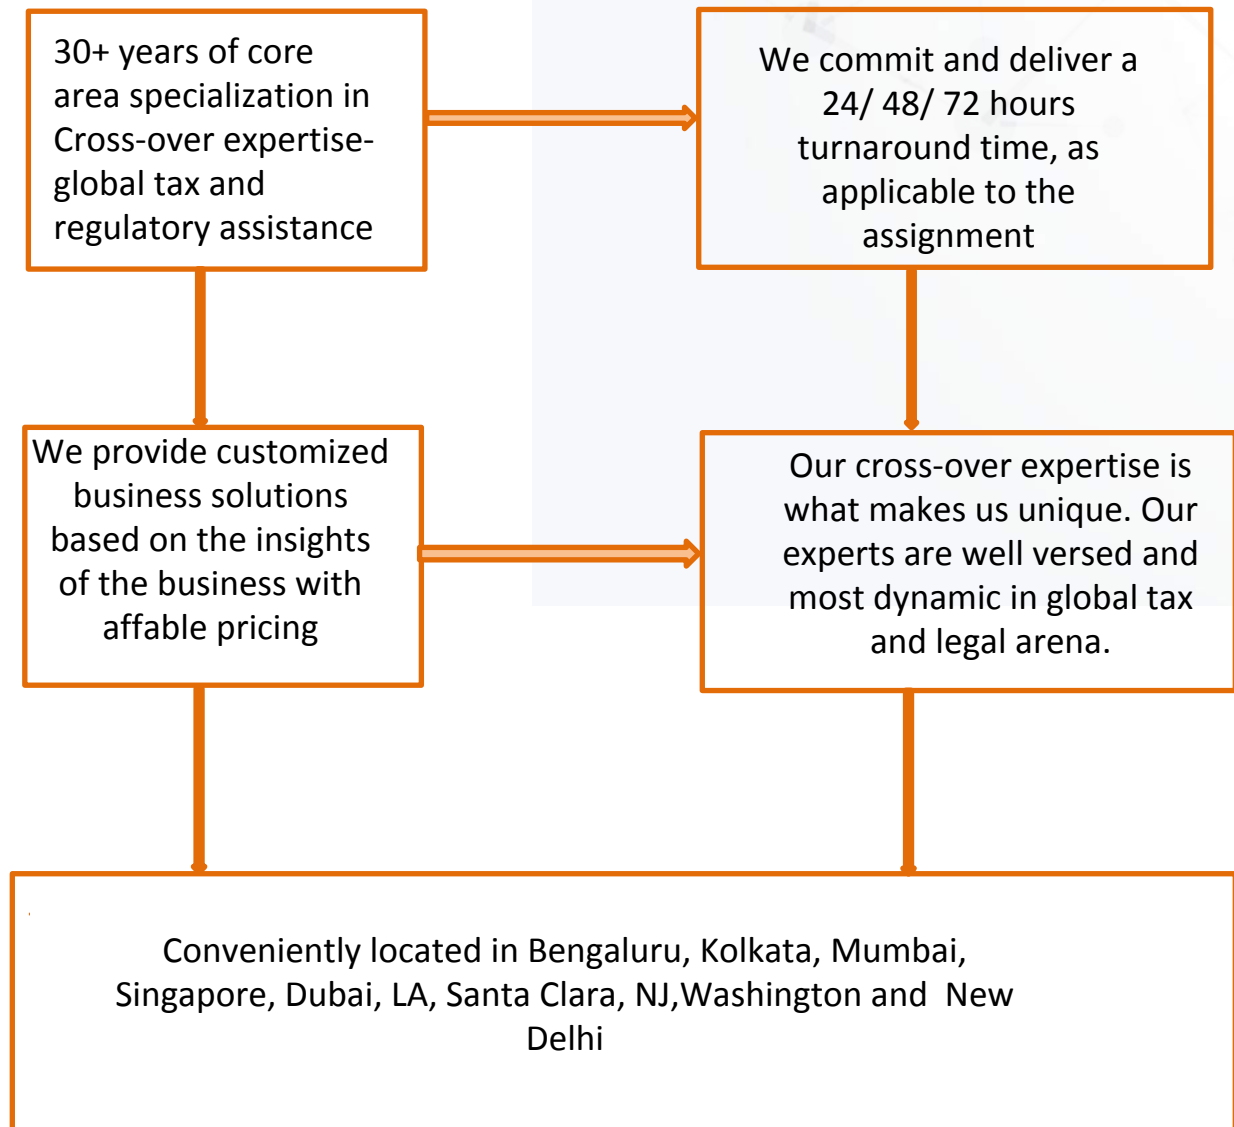 30+ years of core
area specialization in
Cross-over expertise-
global tax and
regulatory assistance
We commit and deliver a
24/ 48/ 72 hours
turnaround time, as
applicable to the
assignment
We provide customized
business solutions
based on the insights
of the business with
affable pricing
Our cross-over expertise is
what makes us unique. Our
experts are well versed and
most dynamic in global tax
and legal arena.
Conveniently located in Bengaluru, Kolkata, Mumbai,
Singapore, Dubai, LA, Santa Clara, NJ,Washington and  New
Delhi